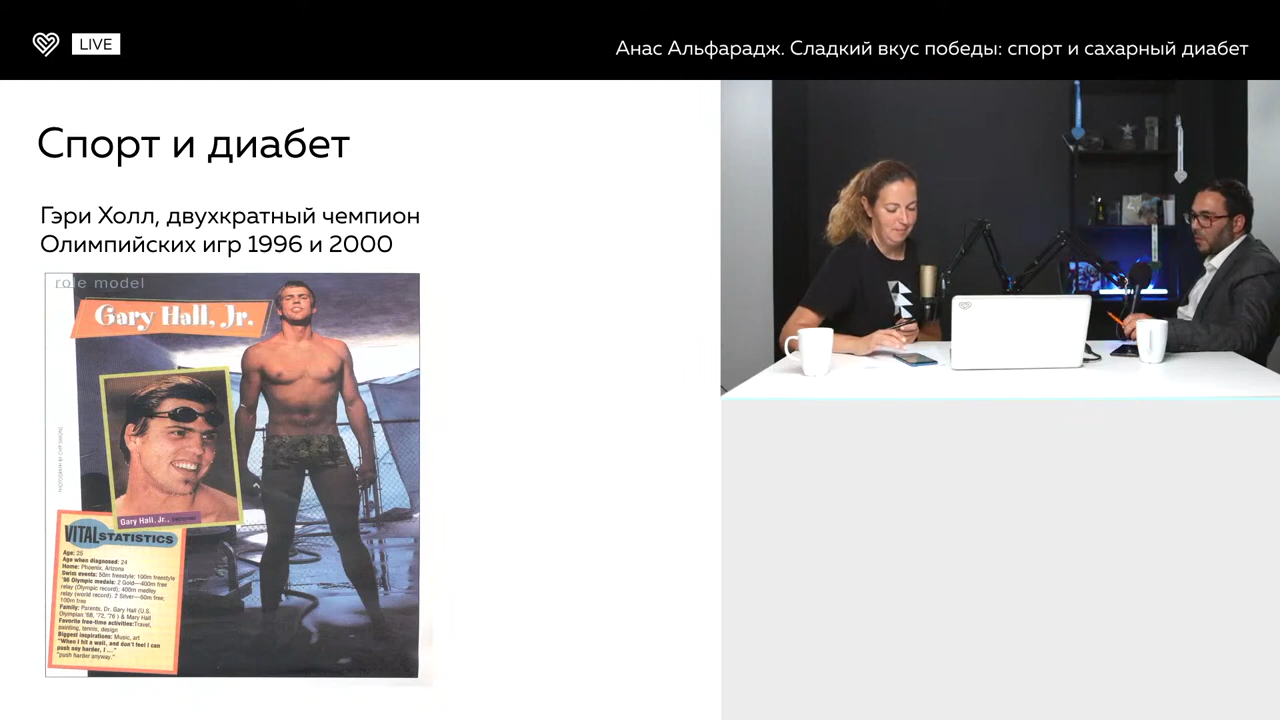 LIVE
Анас Альфарадж. Сладкий вкус победы: спорт и сахарный диабет
Спорт и диабет
Гэри Холл, двухкратный чемпион
Олимпийских игр 1996 и 2000
role model
Gary Hall, Jr.
Gary Hall, Jr.,
VITAL STATISTICS
Age: 25
Age when diagnosed: 24
Home: Phoenix, Arizona
Swim events: 50m freestyle; 100m freestyle
'96 Olympic medals: 2 Gold—400m free
relay (Olympic record); 400m medley
relay (world record). 2 Silver—50m free;
100m free
Family: Parents, Dr. Gary Hall (U.S.
Olympian '68, '72, '76 ) & Mary Hall
Favorite free-time activities:Travel,
painting, tennis, design
Biggest inspirations: Music, art
"When I hit a wall, and don't feel I can
push any harder, I ..."
"push harder anyway."